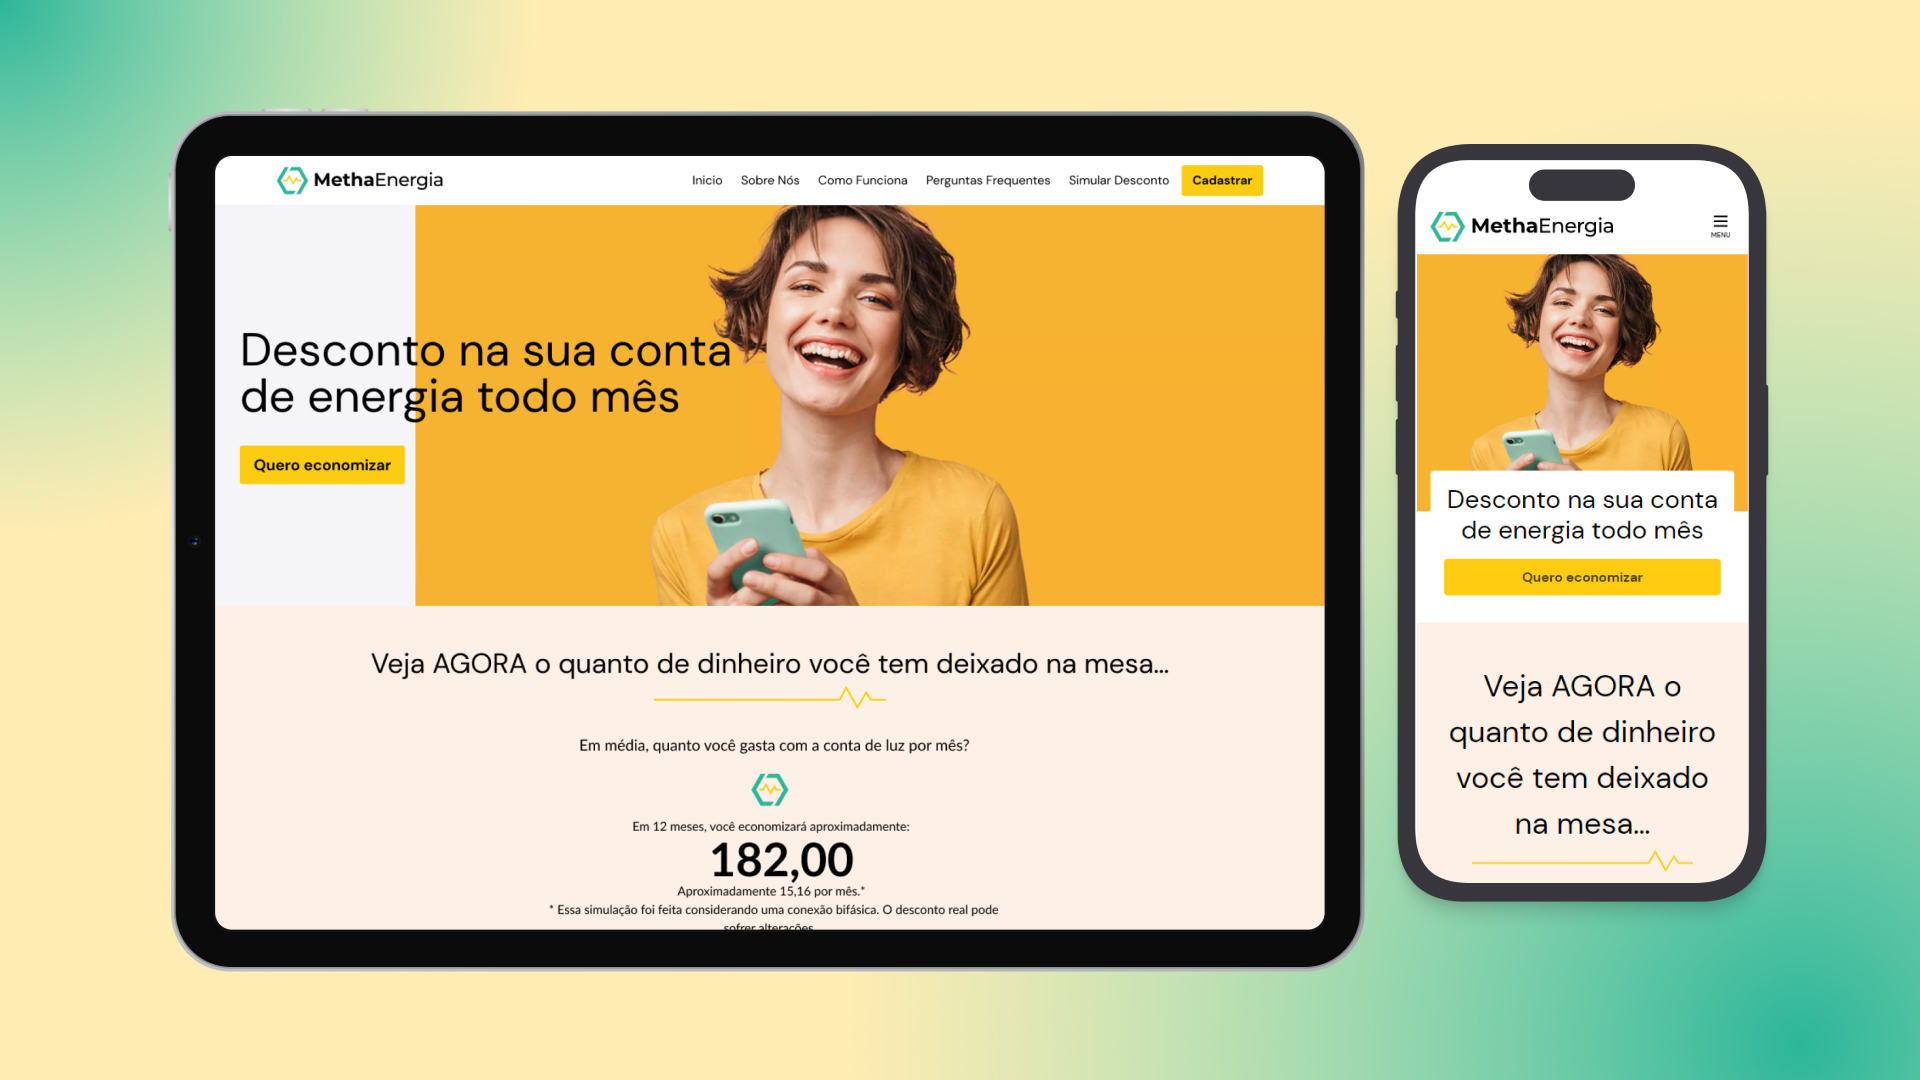 MethaEnergia
Inicio Sobre Nós Como Funciona Perguntas Frequentes Simular Desconto Cadastrar
Desconto na sua conta
de energia todo mês
Quero economizar
Veja AGORA o quanto de dinheiro você tem deixado na mesa...
Em média, quanto você gasta com a conta de luz por mês?
Em 12 meses, você economizará aproximadamente:
182,00
Aproximadamente 15,16 por mês.*
* Essa simulação foi feita considerando uma conexão bifásica. O desconto real pode
sofrer alterações
MethaEnergia
MENU
Desconto na sua conta
de energia todo mês
Quero economizar
Veja AGORA o
quanto de dinheiro
você tem deixado
na mesa...